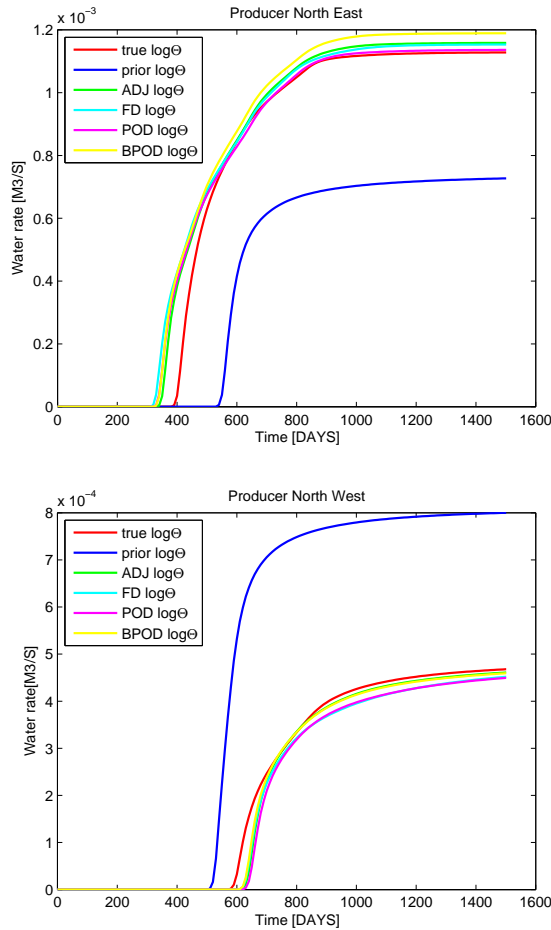 Producer North East
x 10⁻³
1.2
1
0.8
0.6
0.4
0.2
0
Water rate [M3/S]
true logΘ
prior logΘ
ADJ logΘ
FD logΘ
POD logΘ
BPOD logΘ
0 200 400 600 800 1000 1200 1400 1600
Time [DAYS]
Producer North West
x 10⁻⁴
8
7
6
5
4
3
2
1
0
Water rate[M3/S]
true logΘ
prior logΘ
ADJ logΘ
FD logΘ
POD logΘ
BPOD logΘ
0 200 400 600 800 1000 1200 1400 1600
Time [DAYS]